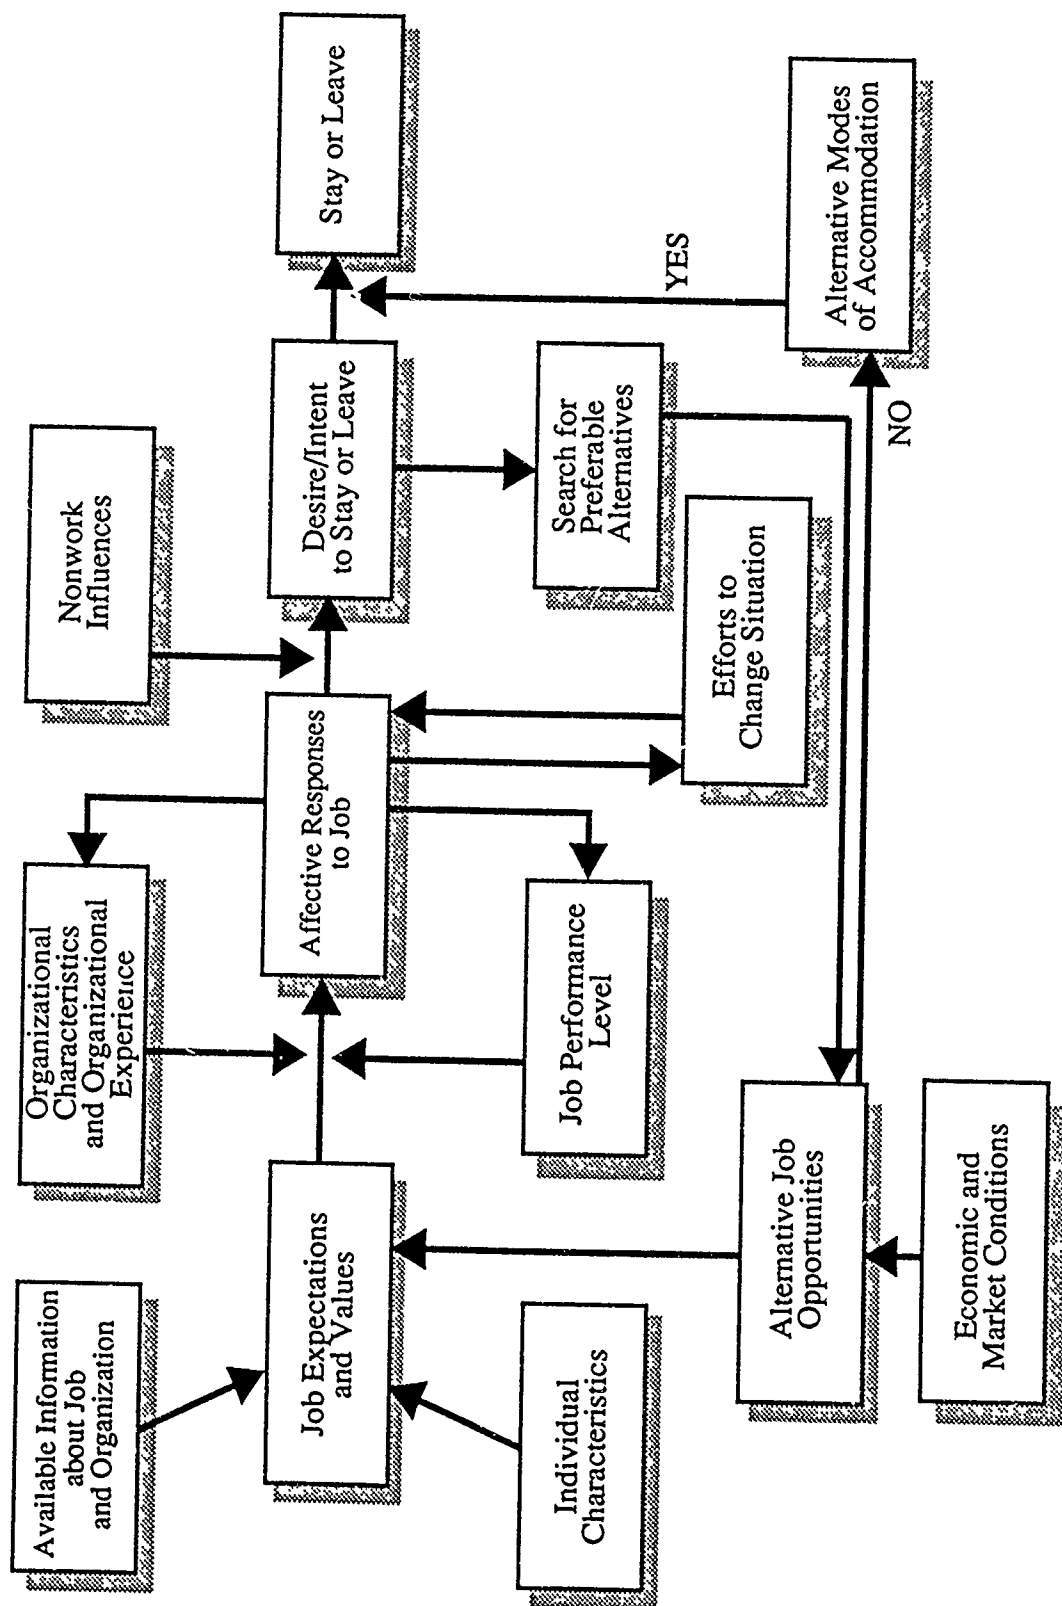 Available Information
about Job
and Organization
Organizational
Characteristics
and Organizational
Experience
Nonwork
Influences
Job Expectations
and Values
Affective Responses
to Job
Desire/Intent
to Stay or Leave
Stay or Leave
Individual
Characteristics
Job Performance
Level
Search for
Preferable
Alternatives
Efforts to
Change Situation
YES
Alternative Job
Opportunities
Alternative Modes
of Accommodation
NO
Economic and
Market Conditions